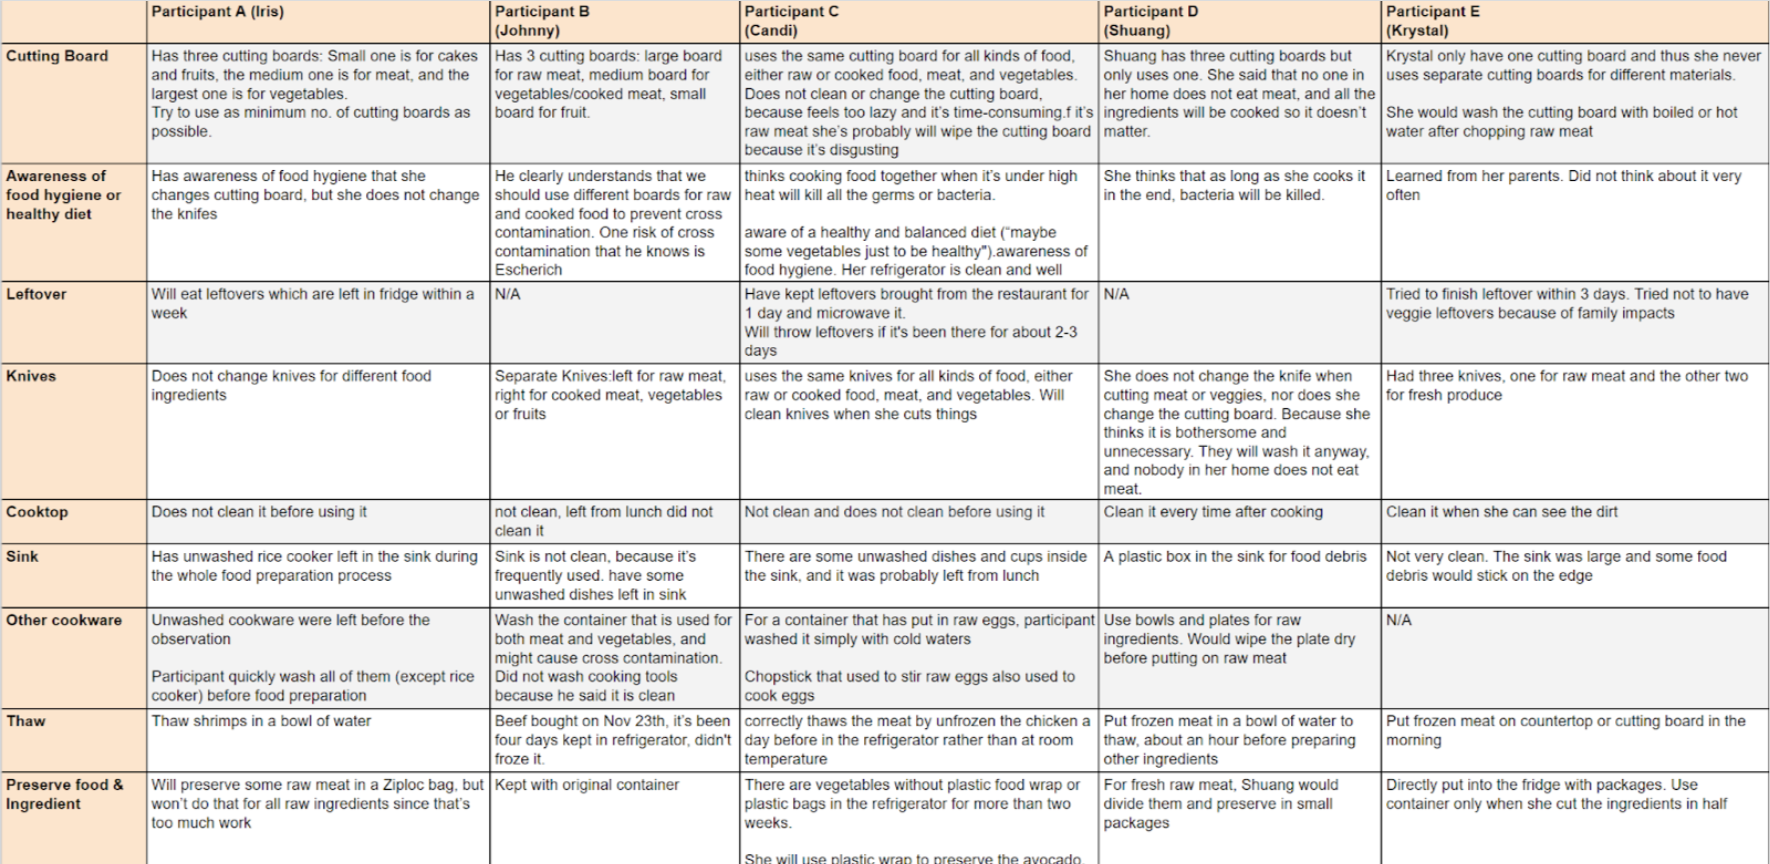 Participant A (Iris)
Participant B
(Johnny)
Participant C
(Candi)
Participant D
(Shuang)
Participant E
(Krystal)
Cutting Board
Has three cutting boards: Small one is for cakes
and fruits, the medium one is for meat, and the
largest one is for vegetables.
Try to use as minimum no. of cutting boards as
possible.
Has 3 cutting boards: large board
for raw meat, medium board for
vegetables/cooked meat, small
board for fruit.
uses the same cutting board for all kinds of food,
either raw or cooked food, meat, and vegetables.
Does not clean or change the cutting board,
because feels too lazy and it's time-consuming.f it's
raw meat she's probably will wipe the cutting board
because it's disgusting
Shuang has three cutting boards but
only uses one. She said that no one in
her home does not eat meat, and all the
ingredients will be cooked so it doesn't
matter.
Krystal only have one cutting board and thus she never
uses separate cutting boards for different materials.
She would wash the cutting board with boiled or hot
water after chopping raw meat
Awareness of
food hygiene or
healthy diet
Has awareness of food hygiene that she
changes cutting board, but she does not change
the knifes
He clearly understands that we
should use different boards for raw
and cooked food to prevent cross
contamination. One risk of cross
contamination that he knows is
Escherich
thinks cooking food together when it's under high
heat will kill all the germs or bacteria.
aware of a healthy and balanced diet ("maybe
some vegetables just to be healthy").awareness of
food hygiene. Her refrigerator is clean and well
She thinks that as long as she cooks it
in the end, bacteria will be killed.
Learned from her parents. Did not think about it very
often
Leftover
Will eat leftovers which are left in fridge within a
week
N/A
Have kept leftovers brought from the restaurant for
1 day and microwave it.
Will throw leftovers if it's been there for about 2-3
days
N/A
Tried to finish leftover within 3 days. Tried not to have
veggie leftovers because of family impacts
Knives
Does not change knives for different food
ingredients
Separate Knives:left for raw meat,
right for cooked meat, vegetables
or fruits
uses the same knives for all kinds of food, either
raw or cooked food, meat, and vegetables. Will
clean knives when she cuts things
She does not change the knife when
cutting meat or veggies, nor does she
change the cutting board. Because she
thinks it is bothersome and
unnecessary. They will wash it anyway,
and nobody in her home does not eat
meat.
Had three knives, one for raw meat and the other two
for fresh produce
Cooktop
Does not clean it before using it
not clean, left from lunch did not
clean it
Not clean and does not clean before using it
Clean it every time after cooking
Clean it when she can see the dirt
Sink
Has unwashed rice cooker left in the sink during
the whole food preparation process
Sink is not clean, because it's
frequently used. have some
unwashed dishes left in sink
There are some unwashed dishes and cups inside
the sink, and it was probably left from lunch
A plastic box in the sink for food debris
Not very clean. The sink was large and some food
debris would stick on the edge
Other cookware
Unwashed cookware were left before the
observation
Participant quickly wash all of them (except rice
cooker) before food preparation
Wash the container that is used for
both meat and vegetables, and
might cause cross contamination.
Did not wash cooking tools
because he said it is clean
For a container that has put in raw eggs, participant
washed it simply with cold waters
Chopstick that used to stir raw eggs also used to
cook eggs
Use bowls and plates for raw
ingredients. Would wipe the plate dry
before putting on raw meat
N/A
Thaw
Thaw shrimps in a bowl of water
Beef bought on Nov 23th, it's been
four days kept in refrigerator, didn't
froze it.
correctly thaws the meat by unfrozen the chicken a
day before in the refrigerator rather than at room
temperature
Put frozen meat in a bowl of water to
thaw, about an hour before preparing
other ingredients
Put frozen meat on countertop or cutting board in the
morning
Preserve food &
Ingredient
Will preserve some raw meat in a Ziploc bag, but
won't do that for all raw ingredients since that's
too much work
Kept with original container
There are vegetables without plastic food wrap or
plastic bags in the refrigerator for more than two
weeks.
She will use plastic wrap to preserve the avocado.
For fresh raw meat, Shuang would
divide them and preserve in small
packages
Directly put into the fridge with packages. Use
container only when she cut the ingredients in half